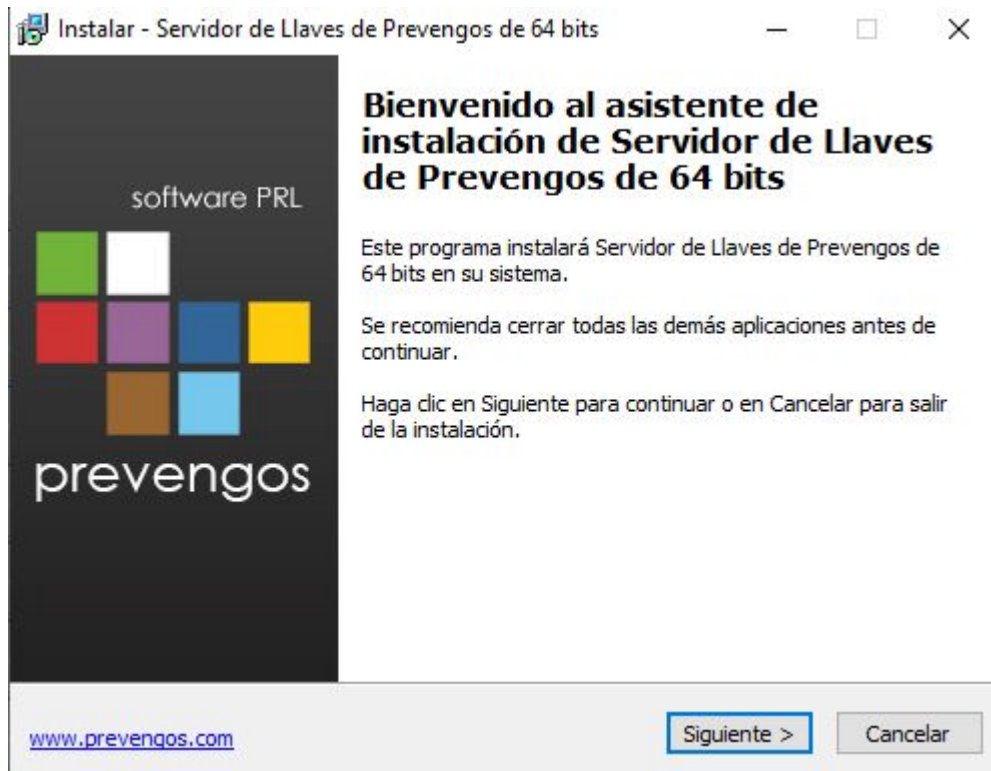 Instalar - Servidor de Llaves de Prevengos de 64 bits
software PRL
prevengos
Bienvenido al asistente de
instalación de Servidor de Llaves
de Prevengos de 64 bits
Este programa instalará Servidor de Llaves de Prevengos de
64 bits en su sistema.
Se recomienda cerrar todas las demás aplicaciones antes de
continuar.
Haga clic en Siguiente para continuar o en Cancelar para salir
de la instalación.
www.prevengos.com
Siguiente >
Cancelar